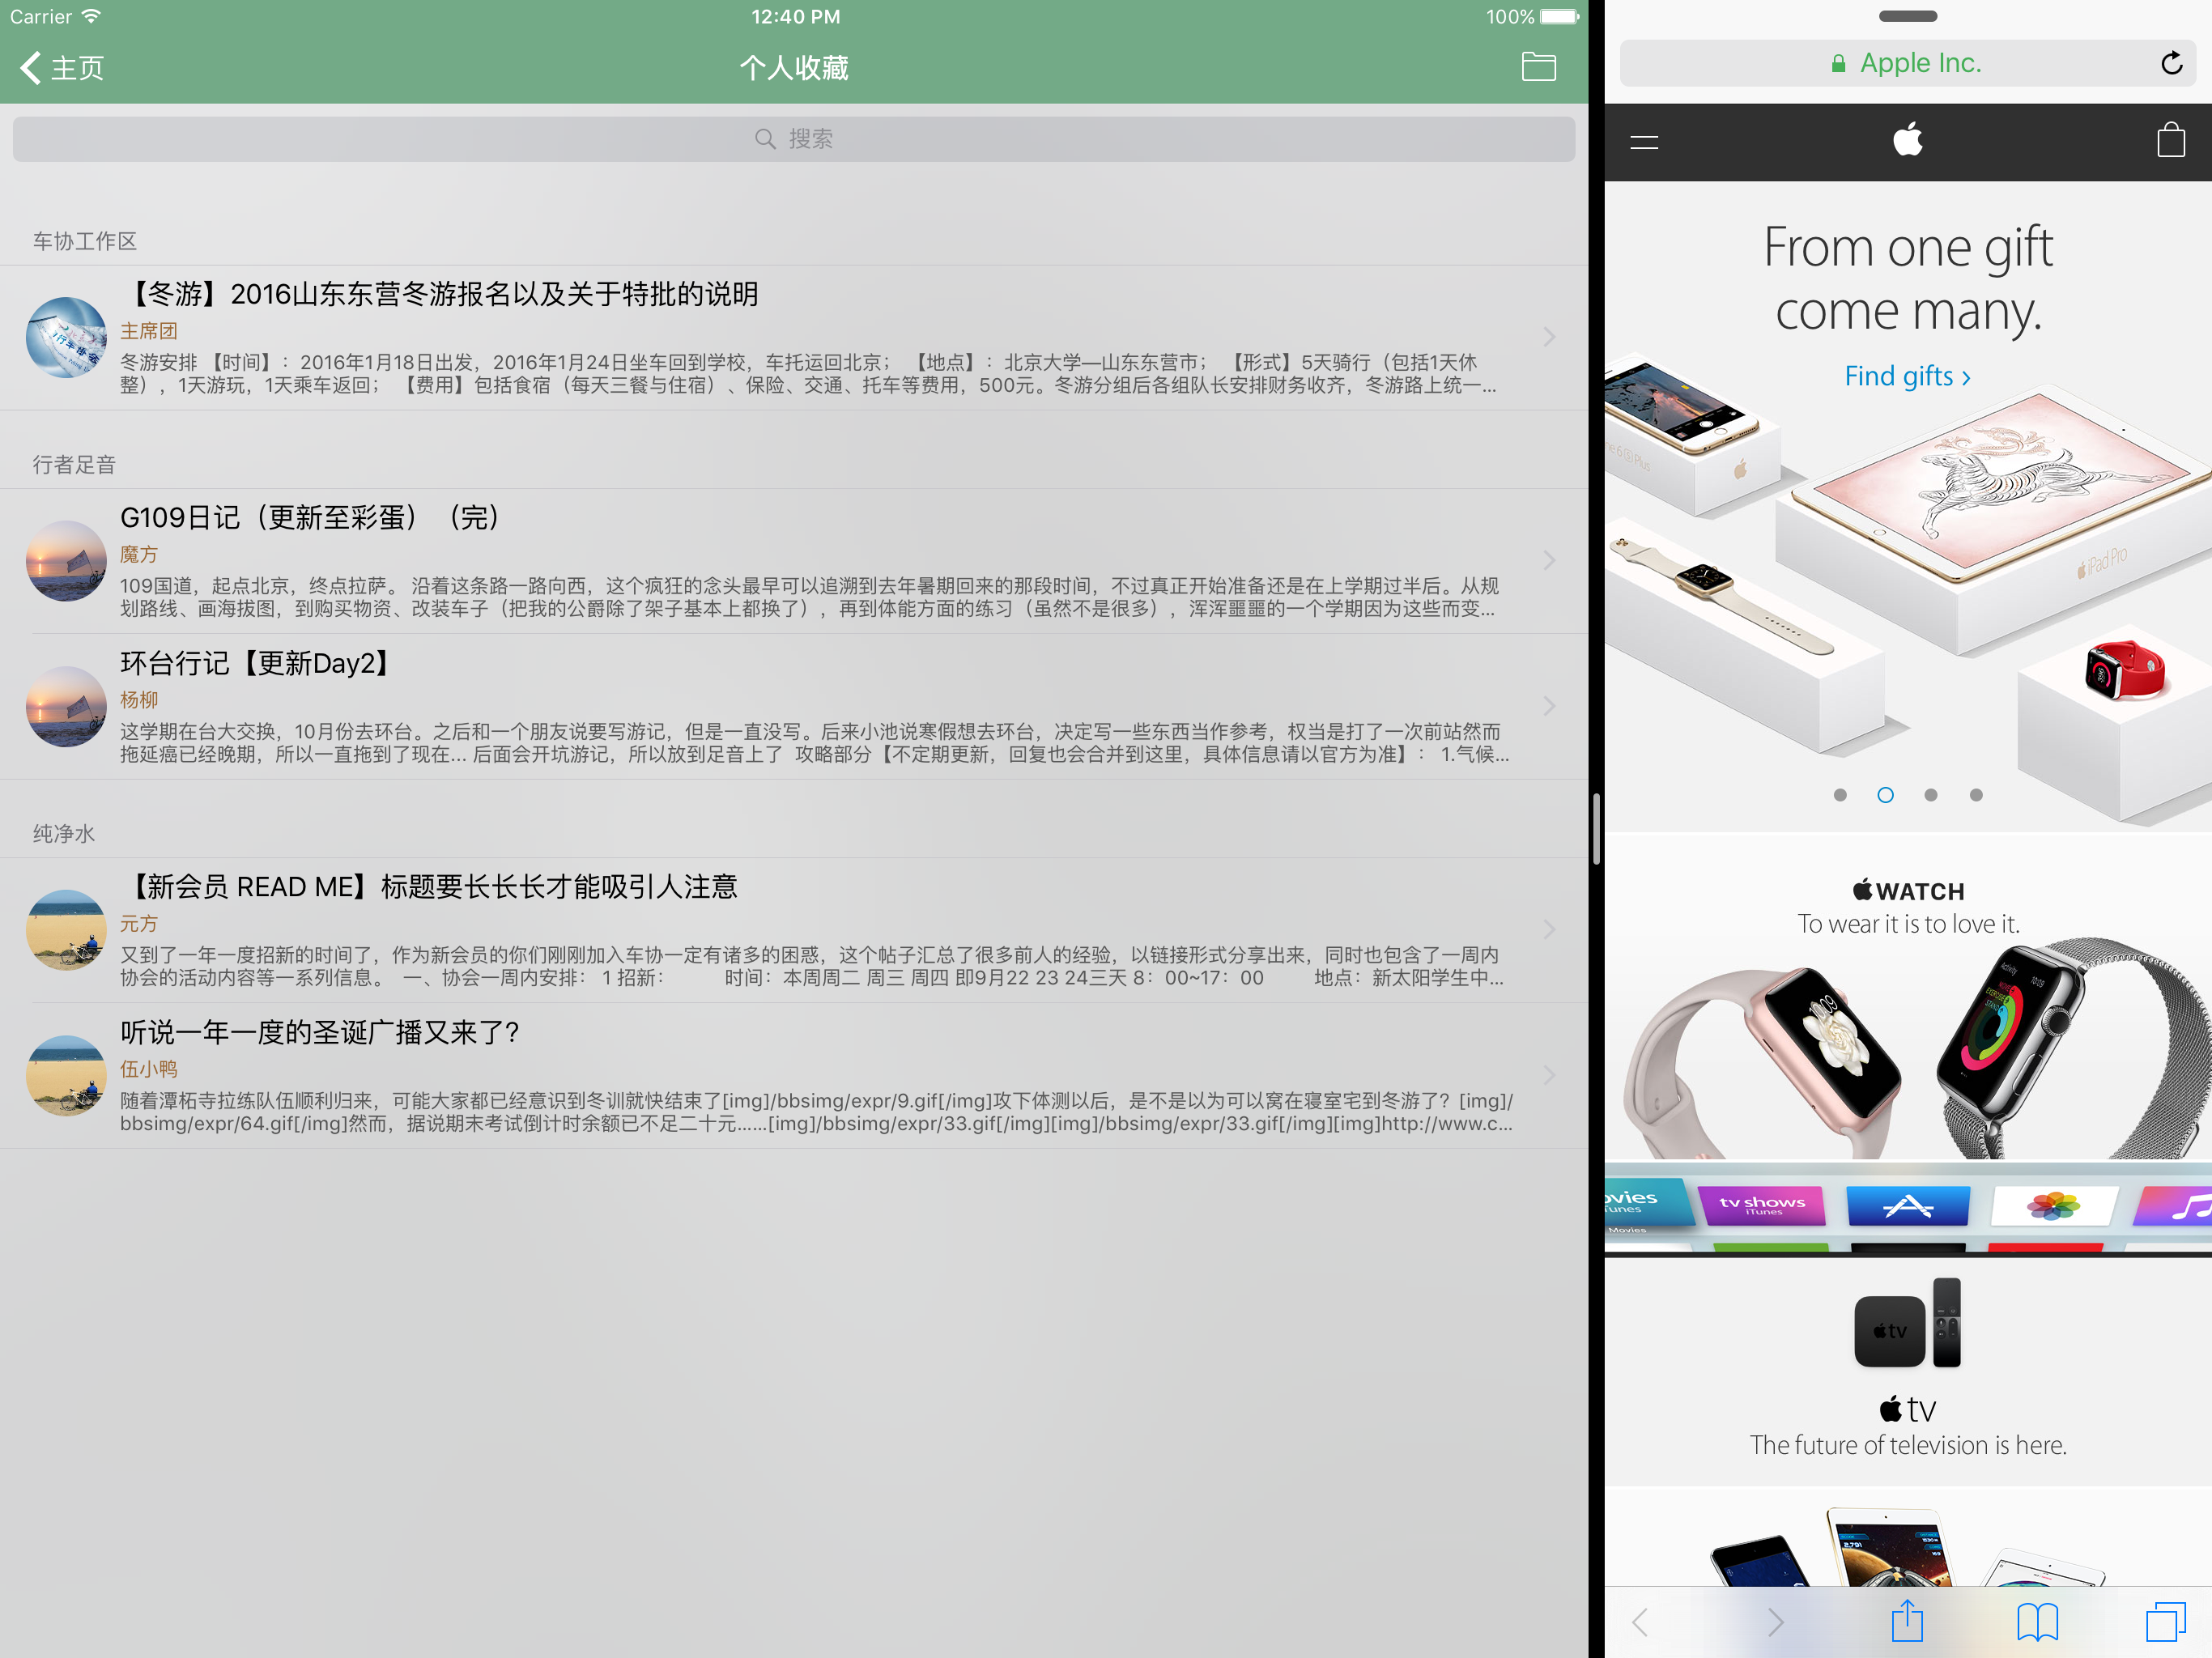 Carrier
12:40 PM
100%
主页
个人收藏
搜索
车协工作区
【冬游】2016山东东营冬游报名以及关于特批的说明
主席团
冬游安排 【时间】：2016年1月18日出发，2016年1月24日坐车回到学校，车托运回北京； 【地点】：北京大学—山东东营市； 【形式】5天骑行（包括1天休
整），1天游玩，1天乘车返回； 【费用】包括食宿（每天三餐与住宿）、保险、交通、托车等费用，500元。冬游分组后各组队长安排财务收齐，冬游路上统一...
行者足音
G109日记（更新至彩蛋）（完）
魔方
109国道，起点北京，终点拉萨。 沿着这条路一路向西，这个疯狂的念头最早可以追溯到去年暑期回来的那段时间，不过真正开始准备还是在上学期过半后。从规
划路线、画海拔图，到购买物资、改装车子（把我的公爵除了架子基本上都换了），再到体能方面的练习（虽然不是很多），浑浑噩噩的一个学期因为这些而变...
环台行记【更新Day2】
杨柳
这学期在台大交换，10月份去环台。之后和一个朋友说要写游记，但是一直没写。后来小池说寒假想去环台，决定写一些东西当作参考，权当是打了一次前站然而
拖延癌已经晚期，所以一直拖到了现在... 后面会开坑游记，所以放到足音上了 攻略部分【不定期更新，回复也会合并到这里，具体信息请以官方为准】： 1.气候...
纯净水
【新会员 READ ME】标题要长长长才能吸引人注意
元方
又到了一年一度招新的时间了，作为新会员的你们刚刚加入车协一定有诸多的困惑，这个帖子汇总了很多前人的经验，以链接形式分享出来，同时也包含了一周内
协会的活动内容等一系列信息。 一、协会一周内安排： 1 招新： 时间：本周周二 周三 周四 即9月22 23 24三天 8：00~17：00 地点：新太阳学生中...
听说一年一度的圣诞广播又来了？
伍小鸭
随着潭柘寺拉练队伍顺利归来，可能大家都已经意识到冬训就快结束了[img]/bbsimg/expr/9.gif[/img]攻下体测以后，是不是以为可以窝在寝室宅到冬游了？[img]/
bbsimg/expr/64.gif[/img]然而，据说期末考试倒计时余额已不足二十元……[img]/bbsimg/expr/33.gif[/img][img]/bbsimg/expr/33.gif[/img][img]http://www.c...
Apple Inc.
From one gift
come many.
Find gifts ›
iPad Pro
WATCH
To wear it is to love it.
Activity
10:09
10:09
tv shows
iTunes
Movies
tv
tv
The future of television is here.